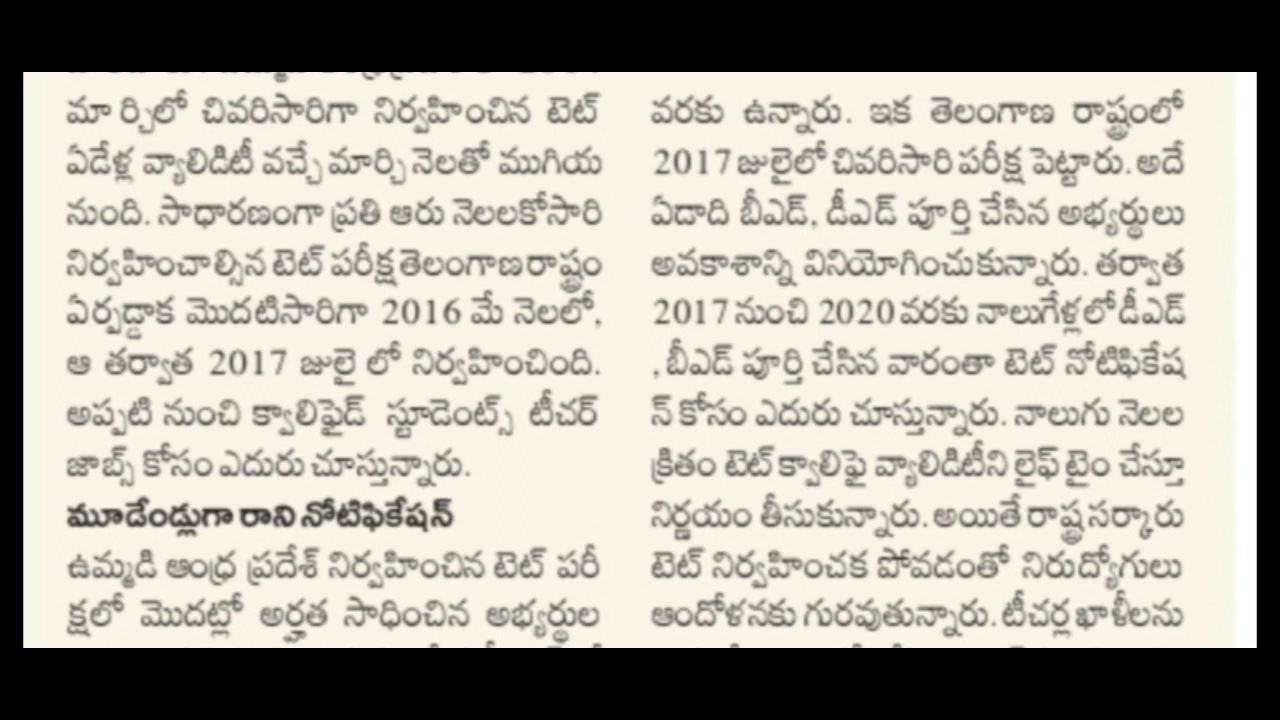 మా ర్చిలో చివరిసారిగా నిర్వహించిన టెట్
ఏడేళ్ల వ్యాలిడిటీ వచ్చే మార్చి నెలతో ముగియ
నుంది. సాధారణంగా ప్రతి ఆరు నెలలకోసారి
నిర్వహించాల్సిన టెట్ పరీక్ష తెలంగాణ రాష్ట్రం
ఏర్పడ్డాక మొదటిసారిగా 2016 మే నెలలో,
ఆ తర్వాత 2017 జులై లో నిర్వహించింది.
అప్పటి నుంచి క్వాలిఫైడ్ స్టూడెంట్స్ టీచర్
జాబ్స్ కోసం ఎదురు చూస్తున్నారు.
మూడేండ్లుగా రాని నోటిఫికేషన్
ఉమ్మడి ఆంధ్ర ప్రదేశ్ నిర్వహించిన టెట్ పరీ
క్షలో మొదట్లో అర్హత సాధించిన అభ్యర్థుల
వరకు ఉన్నారు. ఇక తెలంగాణ రాష్ట్రంలో
2017 జులైలో చివరిసారి పరీక్ష పెట్టారు. అదే
ఏడాది బీఎడ్, డీఎడ్ పూర్తి చేసిన అభ్యర్థులు
అవకాశాన్ని వినియోగించుకున్నారు. తర్వాత
2017 నుంచి 2020 వరకు నాలుగేళ్లలో డీఎడ్
, బీఎడ్ పూర్తి చేసిన వారంతా టెట్ నోటిఫికేష
న్ కోసం ఎదురు చూస్తున్నారు. నాలుగు నెలల
క్రితం టెట్ క్వాలిఫై వ్యాలిడిటీని లైఫ్ టైం చేస్తూ
నిర్ణయం తీసుకున్నారు. అయితే రాష్ట్ర సర్కారు
టెట్ నిర్వహించక పోవడంతో నిరుద్యోగులు
ఆందోళనకు గురవుతున్నారు. టీచర్ల ఖాళీలను